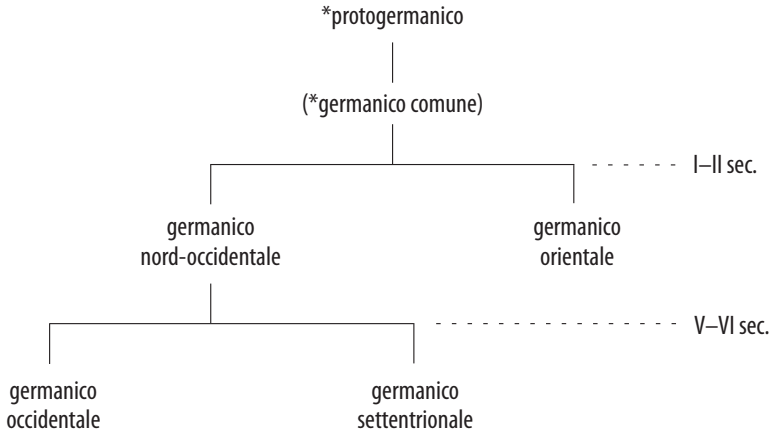 *protogermanico
(*germanico comune)
I–II sec.
germanico
nord-occidentale
germanico
orientale
V–VI sec.
germanico
occidentale
germanico
settentrionale